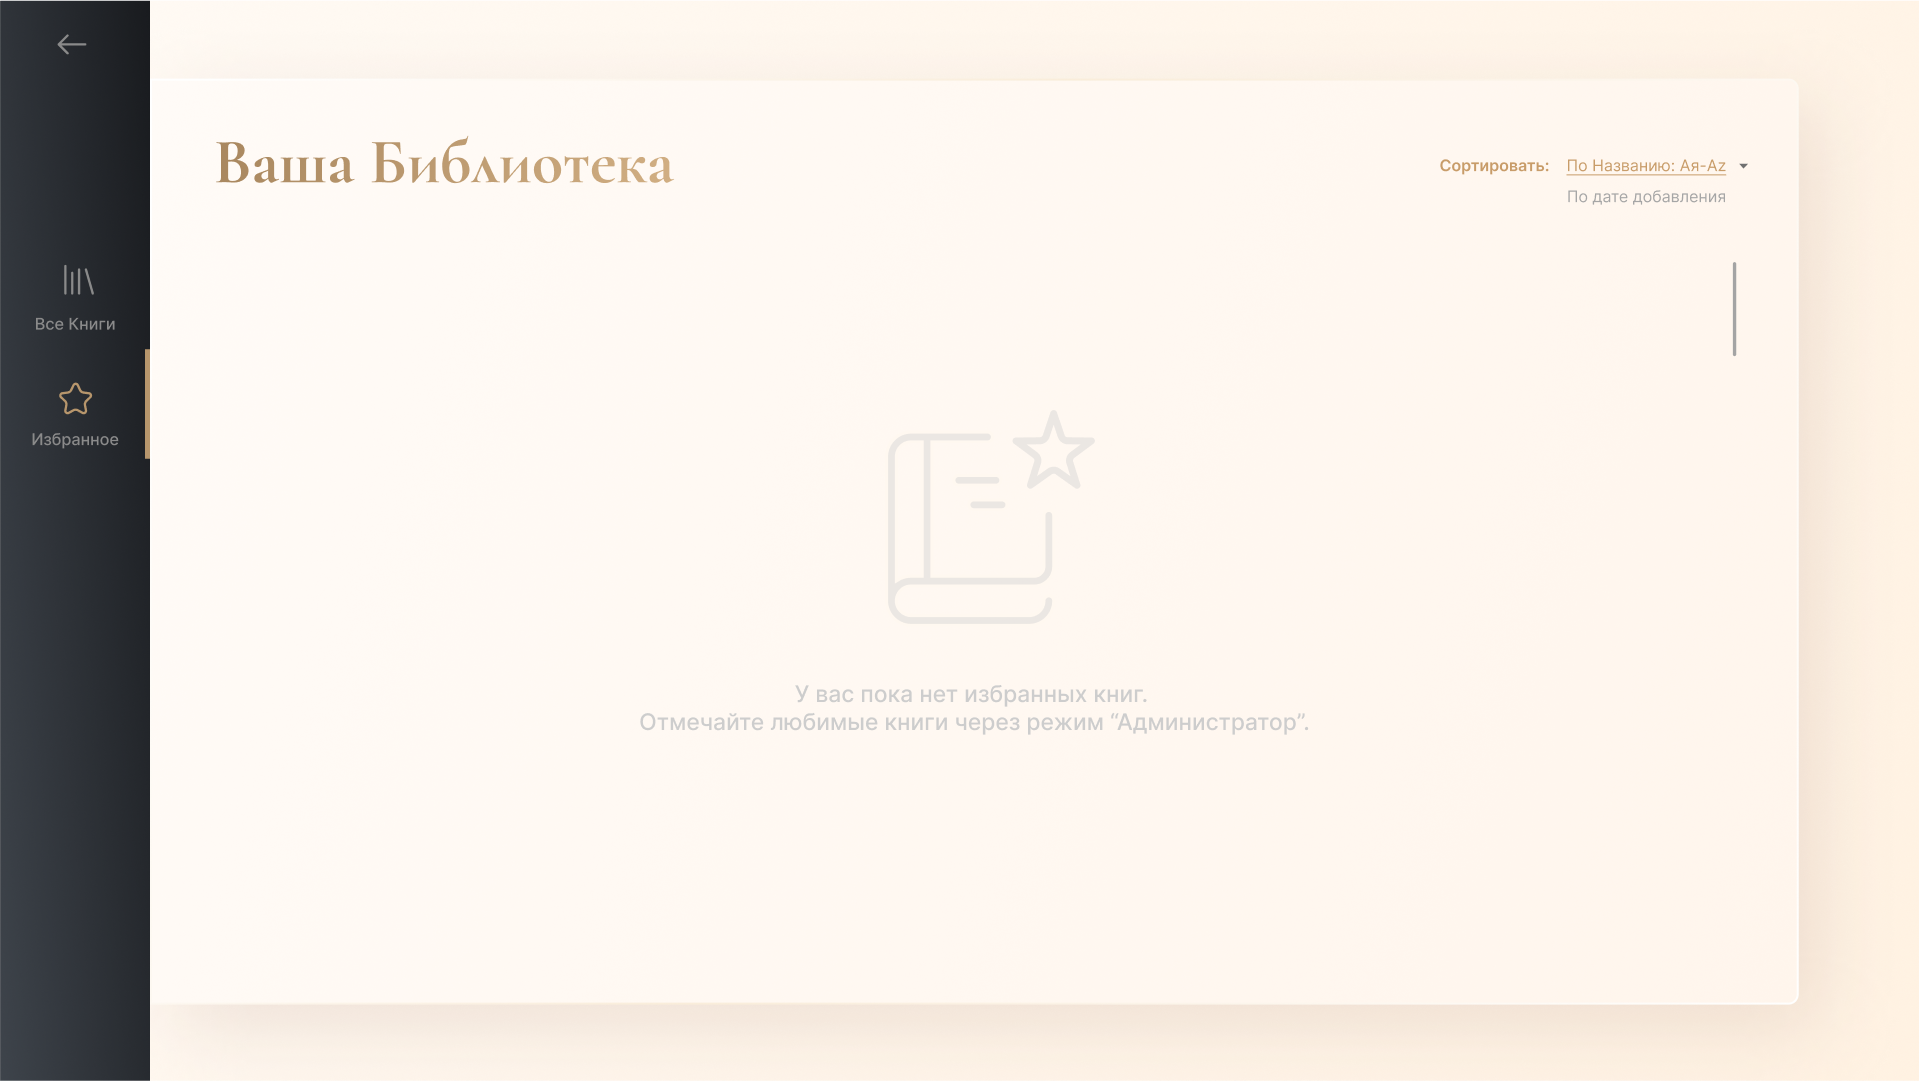 Ваша Библиотека
Сортировать: По Названию: Ая-Az
По дате добавления
Все Книги
Избранное
У вас пока нет избранных книг.
Отмечайте любимые книги через режим “Администратор”.